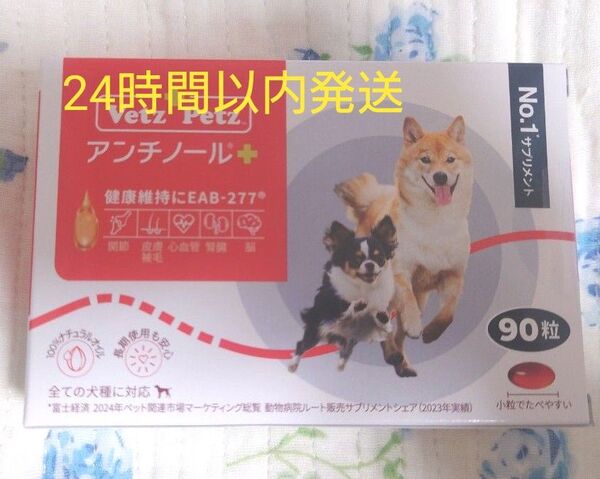 24時間以内発送
Vetz Petz
アンチノール®+
健康維持にEAB-277®
関節 皮膚被毛 心血管 腎臓 脳
No.1*サプリメント
100%ナチュラルオイル
長期使用も安心
90粒
小粒でたべやすい
全ての犬種に対応
*富士経済 2024年ペット関連市場マーケティング総覧 動物病院ルート販売サプリメントシェア(2023年実績)